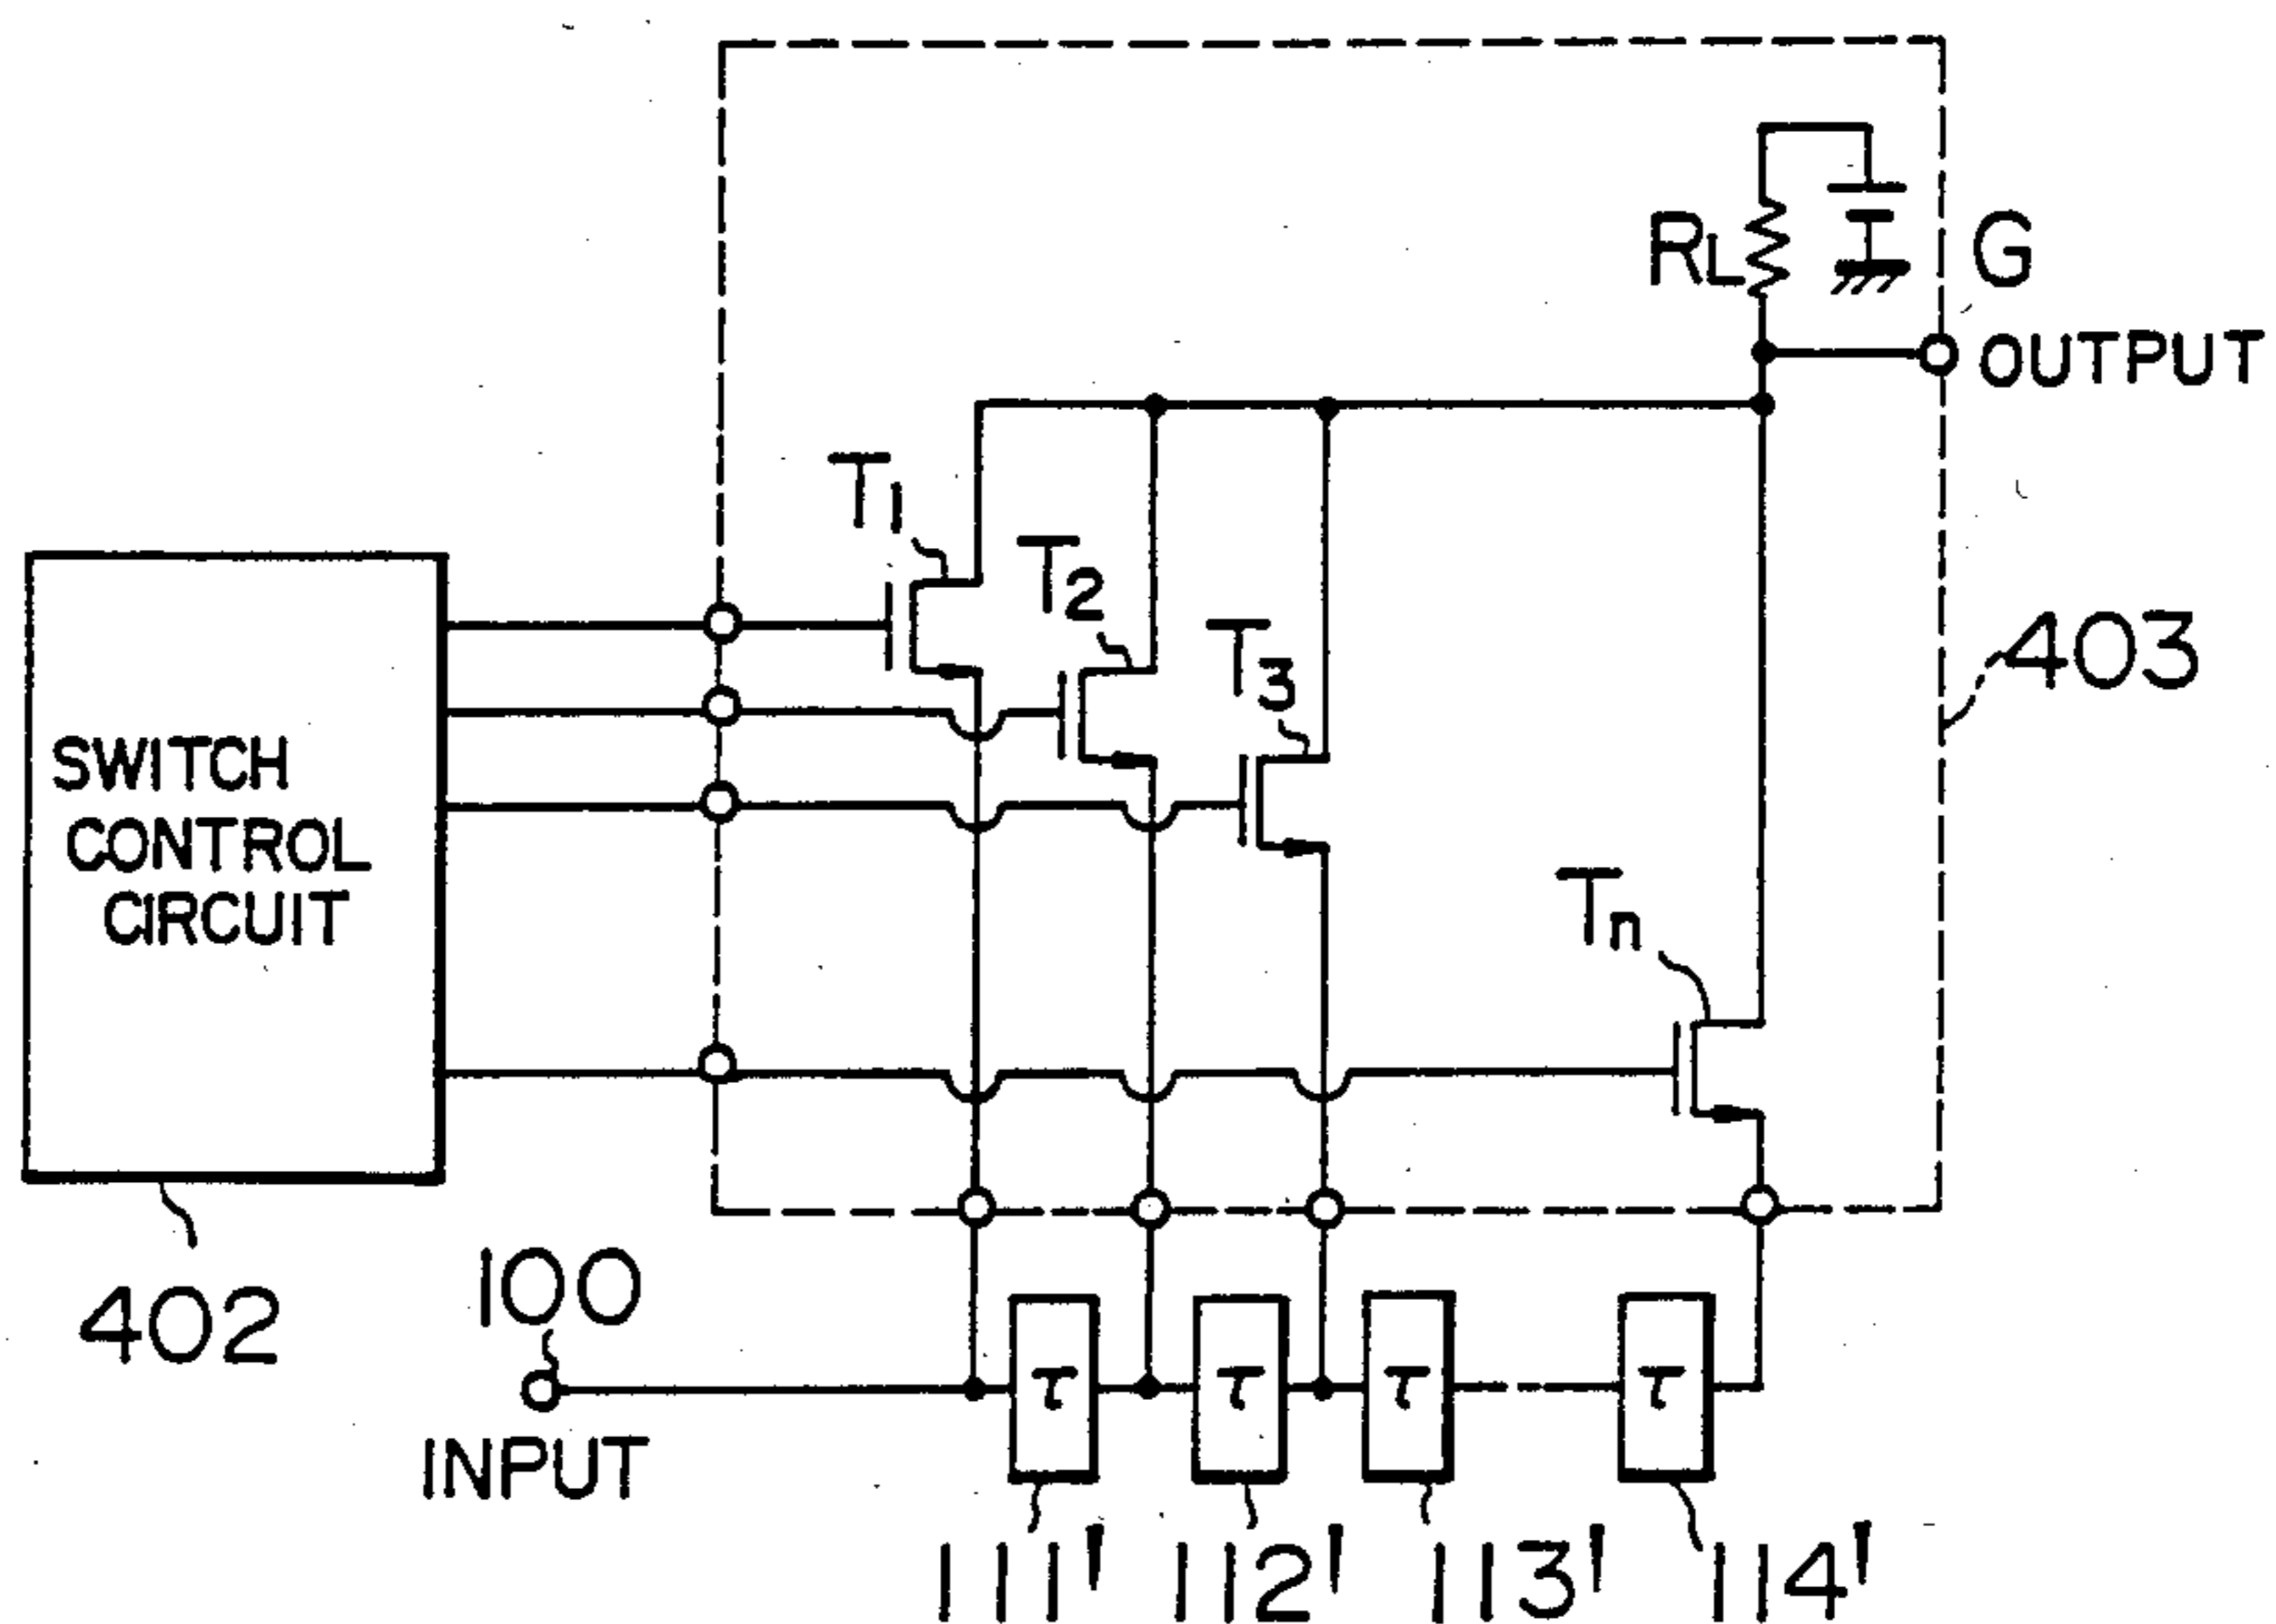 RL
G
OUTPUT
T1
T2
T3
403
SWITCH
CONTROL
CIRCUIT
Tn
402
100
INPUT
τ τ τ τ
111' 112' 113' 114'